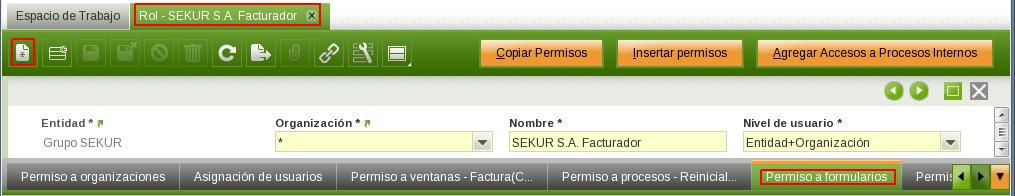 Espacio de Trabajo
Rol - SEKUR S.A. Facturador
Copiar Permisos
Insertar permisos
Agregar Accesos a Procesos Internos
Entidad *
Organización *
Nombre *
Nivel de usuario *
Grupo SEKUR
*
SEKUR S.A. Facturador
Entidad+Organización
Permiso a organizaciones
Asignación de usuarios
Permiso a ventanas - Factura(C...
Permiso a procesos - Reinicial...
Permiso a formularios
Permis